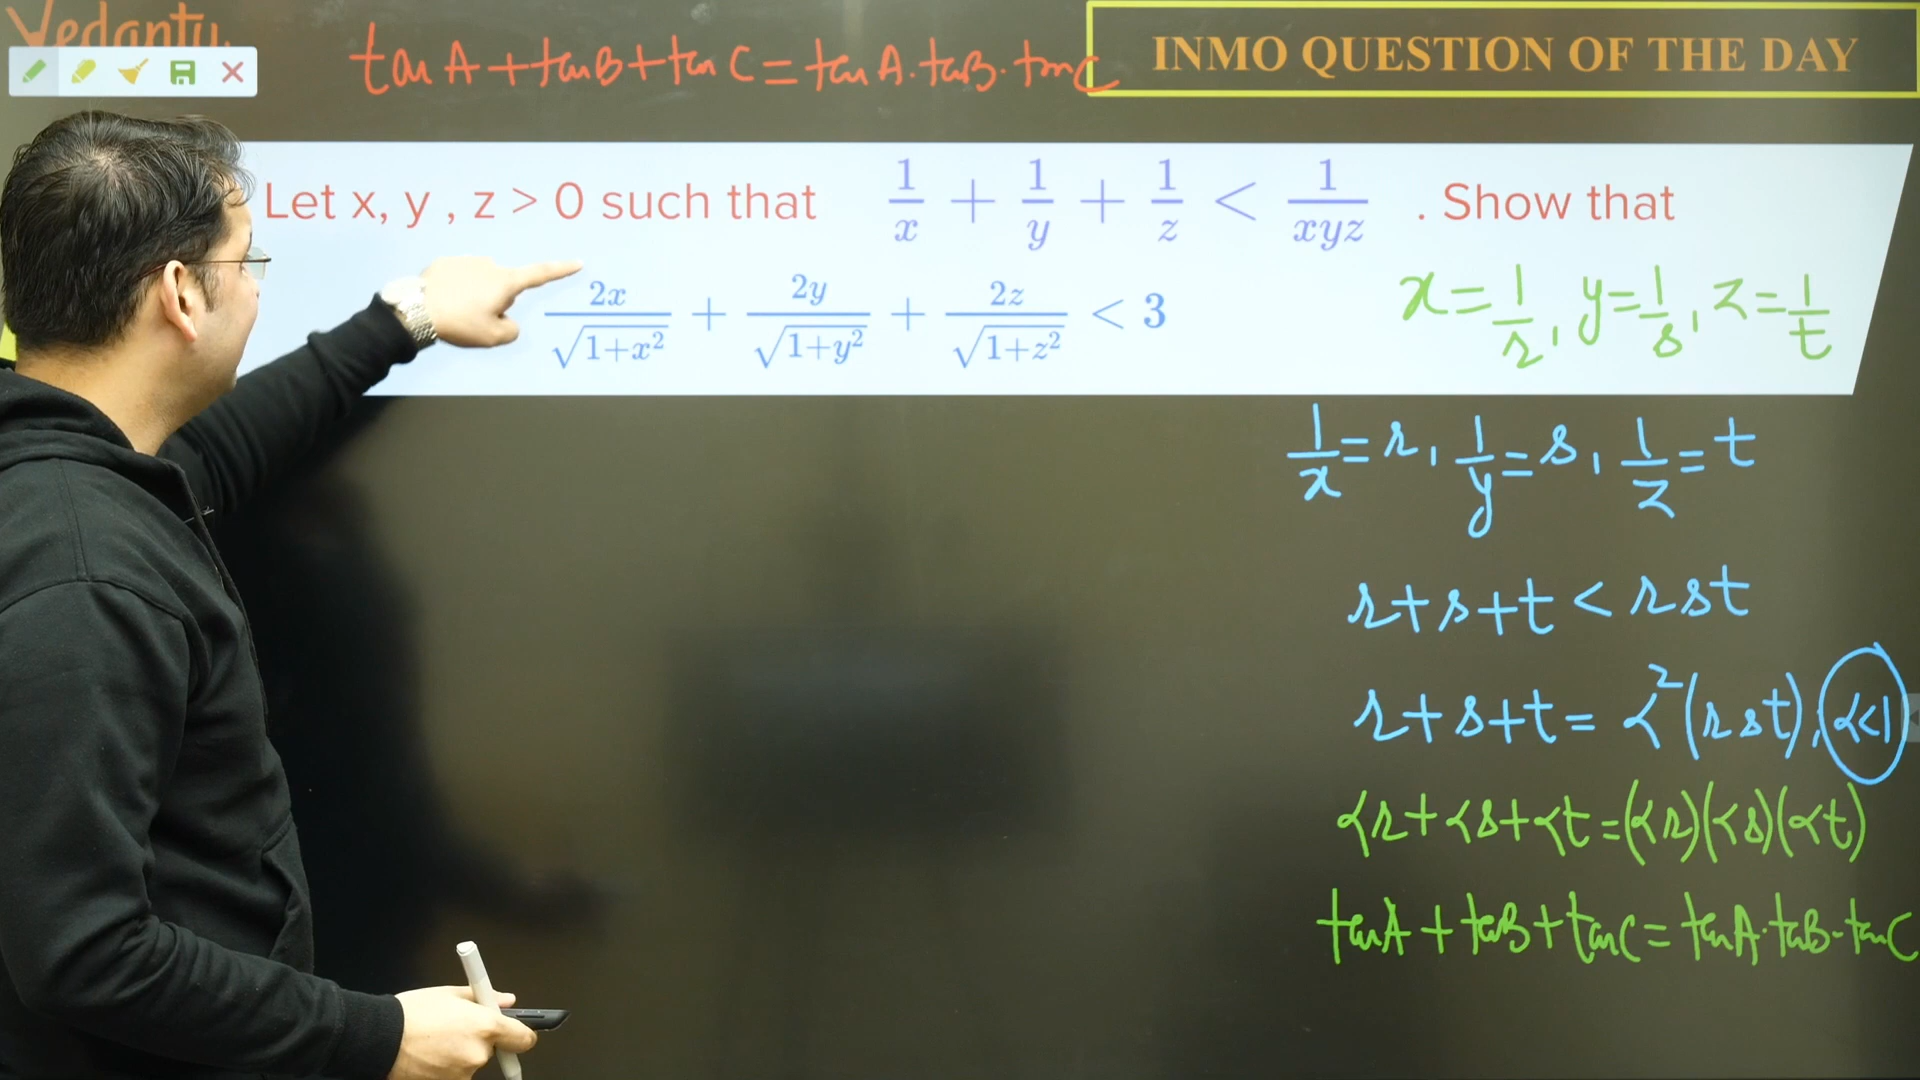 Vedantu
tan A + tan B + tan C = tan A . tan B . tan C
INMO QUESTION OF THE DAY
Let x, y , z > 0 such that 1/x + 1/y + 1/z < 1/xyz . Show that
2x/√1+x² + 2y/√1+y² + 2z/√1+z² < 3
x = 1/r, y = 1/s, z = 1/t
1/x = r, 1/y = s, 1/z = t
r + s + t < rst
r + s + t = α²(rst), α<1
αr + αs + αt = (αr)(αs)(αt)
tan A + tan B + tan C = tan A . tan B . tan C